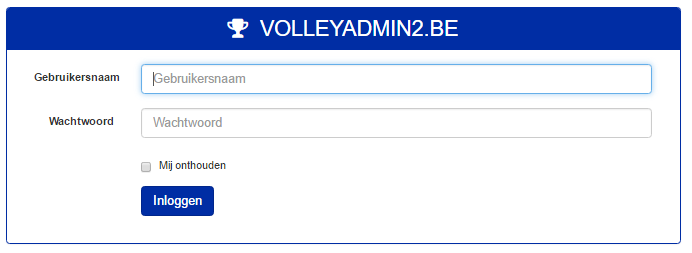 VOLLEYADMIN2.BE
Gebruikersnaam Gebruikersnaam
Wachtwoord Wachtwoord
Mij onthouden
Inloggen